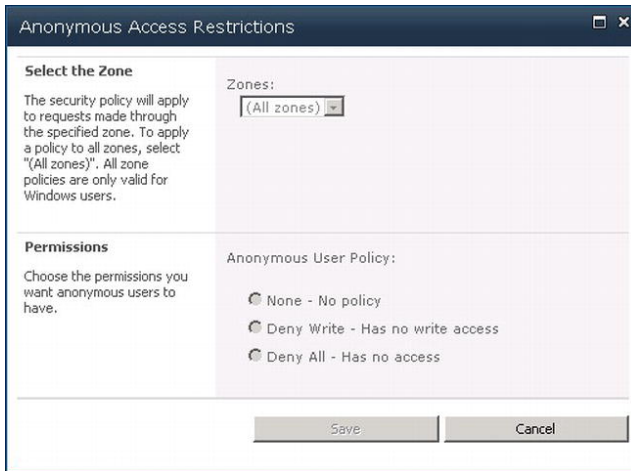 Anonymous Access Restrictions
Select the Zone
The security policy will apply
to requests made through
the specified zone. To apply
a policy to all zones, select
"(All zones)". All zone
policies are only valid for
Windows users.
Zones:
(All zones)
Permissions
Choose the permissions you
want anonymous users to
have.
Anonymous User Policy:
None - No policy
Deny Write - Has no write access
Deny All - Has no access
Save
Cancel